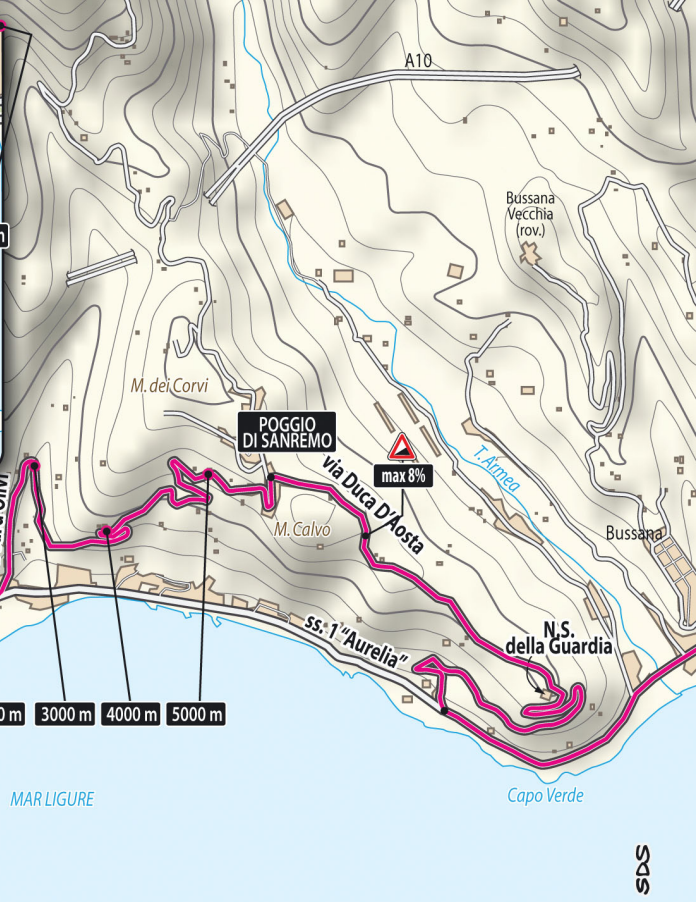 A10
Bussana
Vecchia
(rov.)
M. dei Corvi
POGGIO
DI SANREMO
max 8%
via Duca D'Aosta
T. Armea
M. Calvo
Bussana
N.S.
della Guardia
ss. 1 "Aurelia"
0 m
3000 m
4000 m
5000 m
MAR LIGURE
Capo Verde
SDS